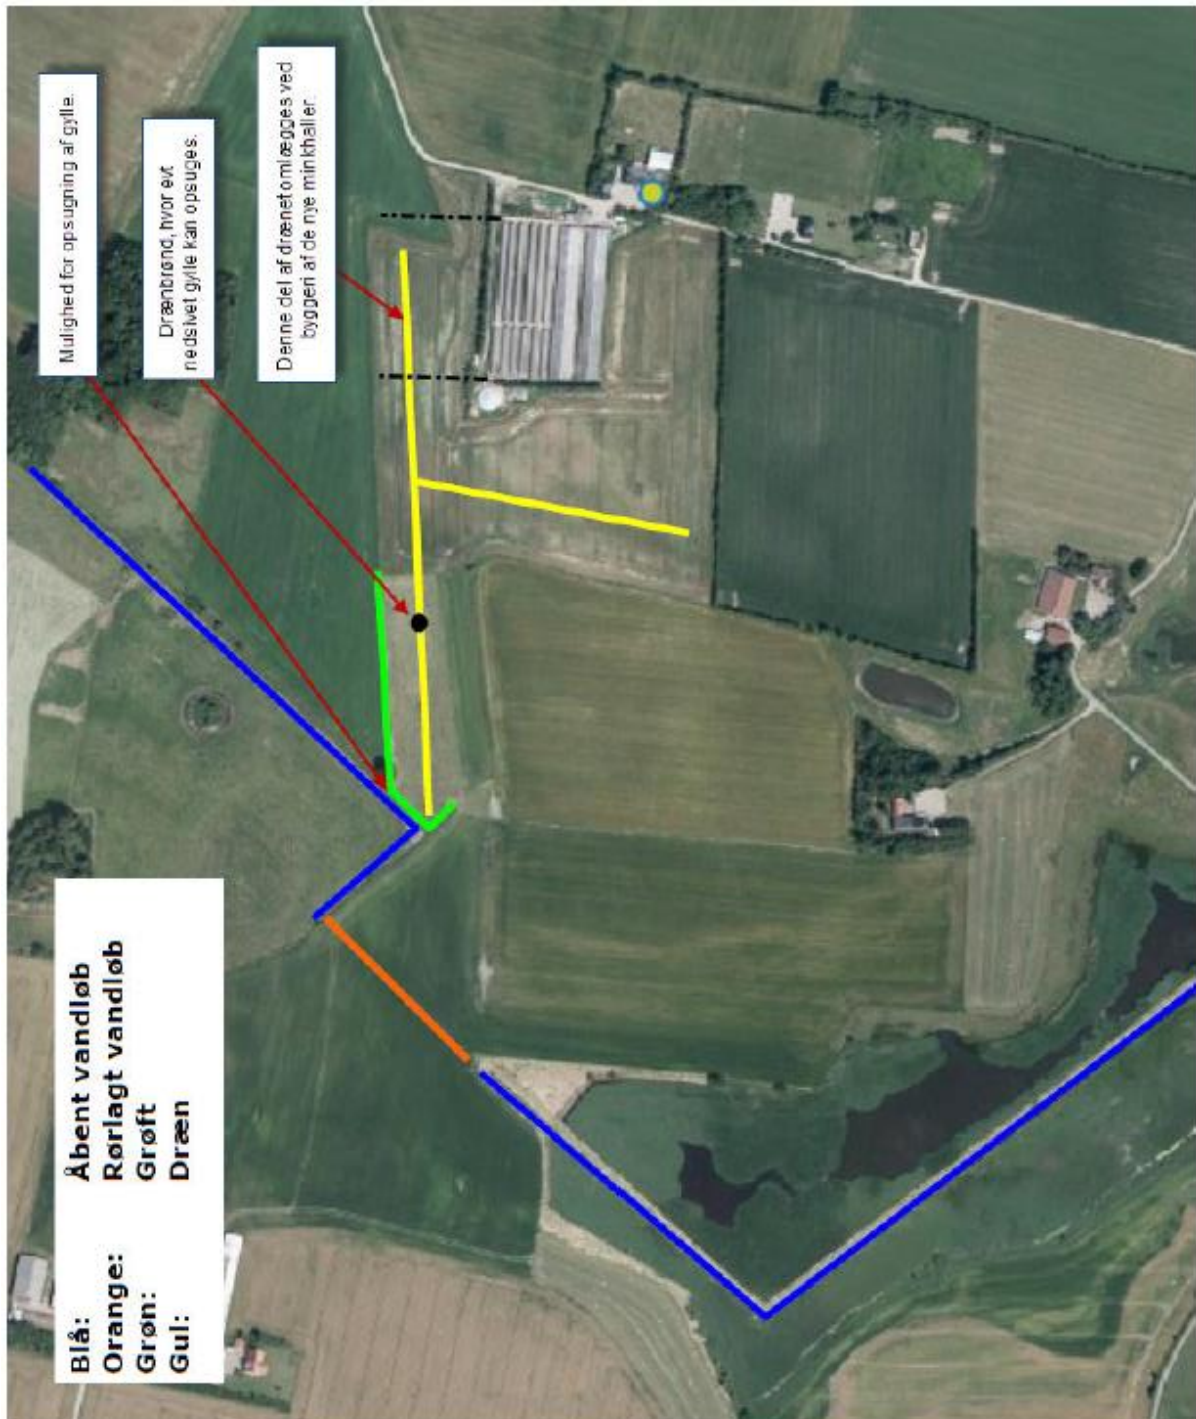 Mulighed for opsugning af gylle.
Drænbrønd, hvor evt
nedsivet gylle kan opsuges.
Denne del af drænet omlægges ved
byggeri af de nye minkhaller.
Blå: Åbent vandløb
Orange: Rørlagt vandløb
Grøn: Grøft
Gul: Dræn